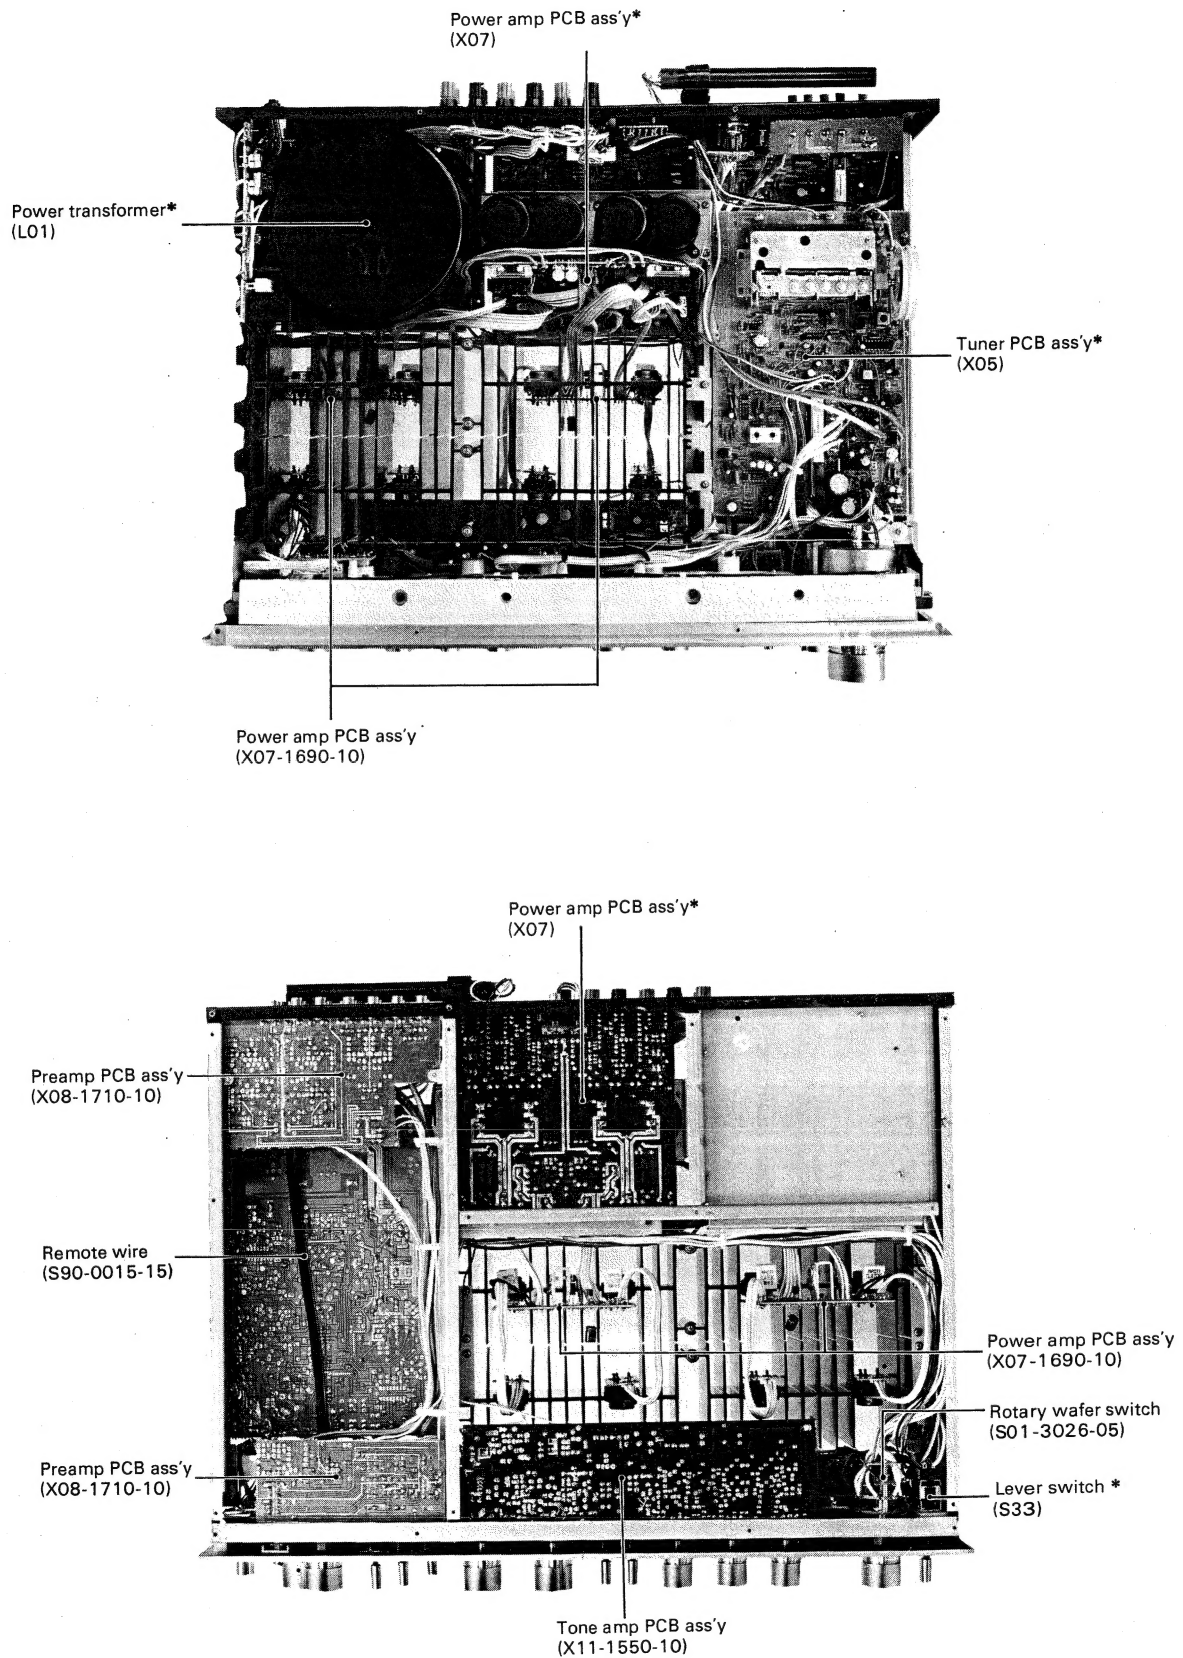 Power amp PCB ass'y*
(X07)
Power transformer*
(L01)
Tuner PCB ass'y*
(X05)
Power amp PCB ass'y
(X07-1690-10)
Power amp PCB ass'y*
(X07)
Preamp PCB ass'y
(X08-1710-10)
Remote wire
(S90-0015-15)
Power amp PCB ass'y
(X07-1690-10)
Rotary wafer switch
(S01-3026-05)
Preamp PCB ass'y
(X08-1710-10)
Lever switch *
(S33)
Tone amp PCB ass'y
(X11-1550-10)